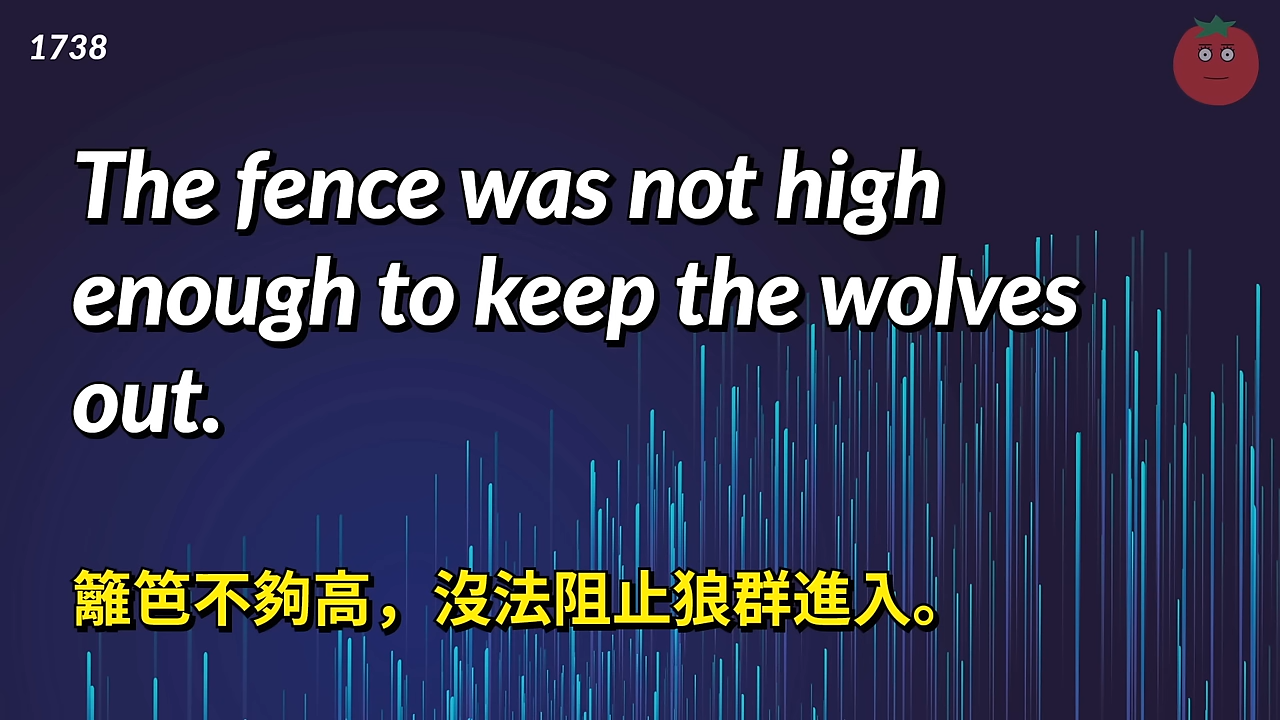 1738
The fence was not high
enough to keep the wolves
out.
籬笆不夠高，沒法阻止狼群進入。